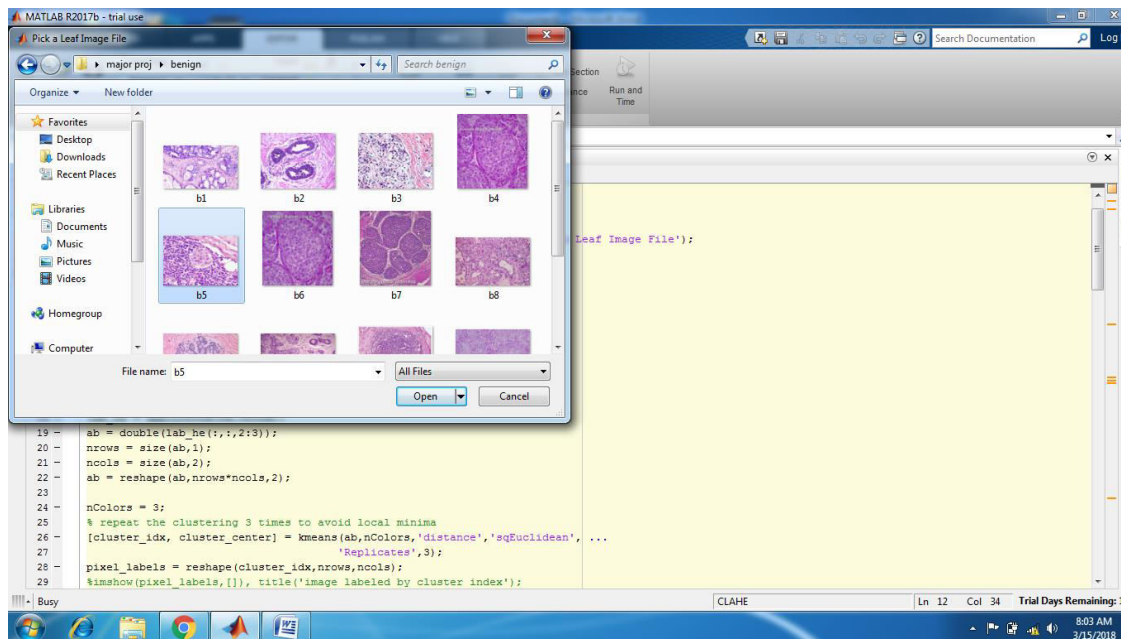 MATLAB R2017b - trial use
Pick a Leaf Image File
major proj ▸ benign
Search benign
Search Documentation
Log
Organize
New folder
Section
Run and
Time
Favorites
Desktop
Downloads
Recent Places
Libraries
Documents
Music
Pictures
Videos
Homegroup
Computer
b1
b2
b3
b4
b5
b6
b7
b8
File name: b5
All Files
Open
Cancel
Leaf Image File');
19 - ab = double(lab_he(:,:,2:3));
20 - nrows = size(ab,1);
21 - ncols = size(ab,2);
22 - ab = reshape(ab,nrows*ncols,2);
23
24 - nColors = 3;
25 % repeat the clustering 3 times to avoid local minima
26 - [cluster_idx, cluster_center] = kmeans(ab,nColors,'distance','sqEuclidean', ...
27 'Replicates',3);
28 - pixel_labels = reshape(cluster_idx,nrows,ncols);
29 %imshow(pixel_labels,[]), title('image labeled by cluster index');
Busy
CLAHE
Ln 12 Col 34
Trial Days Remaining:
8:03 AM
3/15/2018